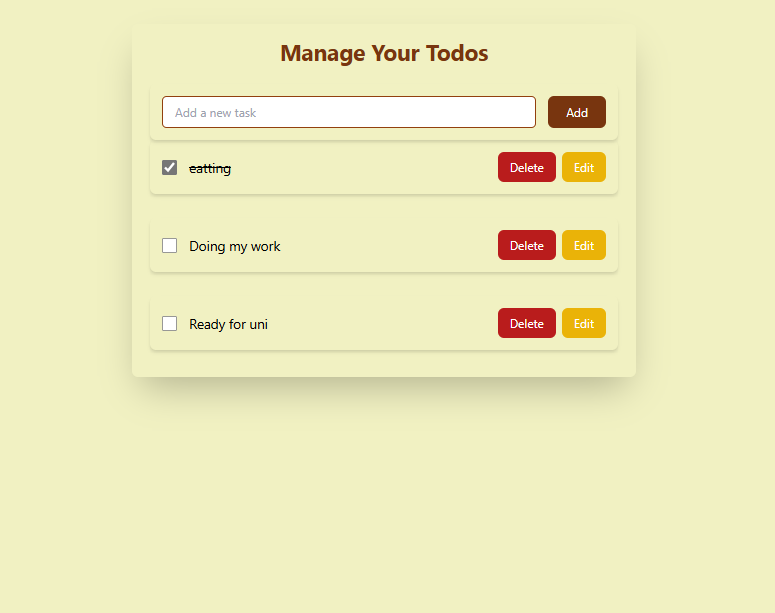 Manage Your Todos
Add a new task Add
eatting Delete Edit
Doing my work Delete Edit
Ready for uni Delete Edit